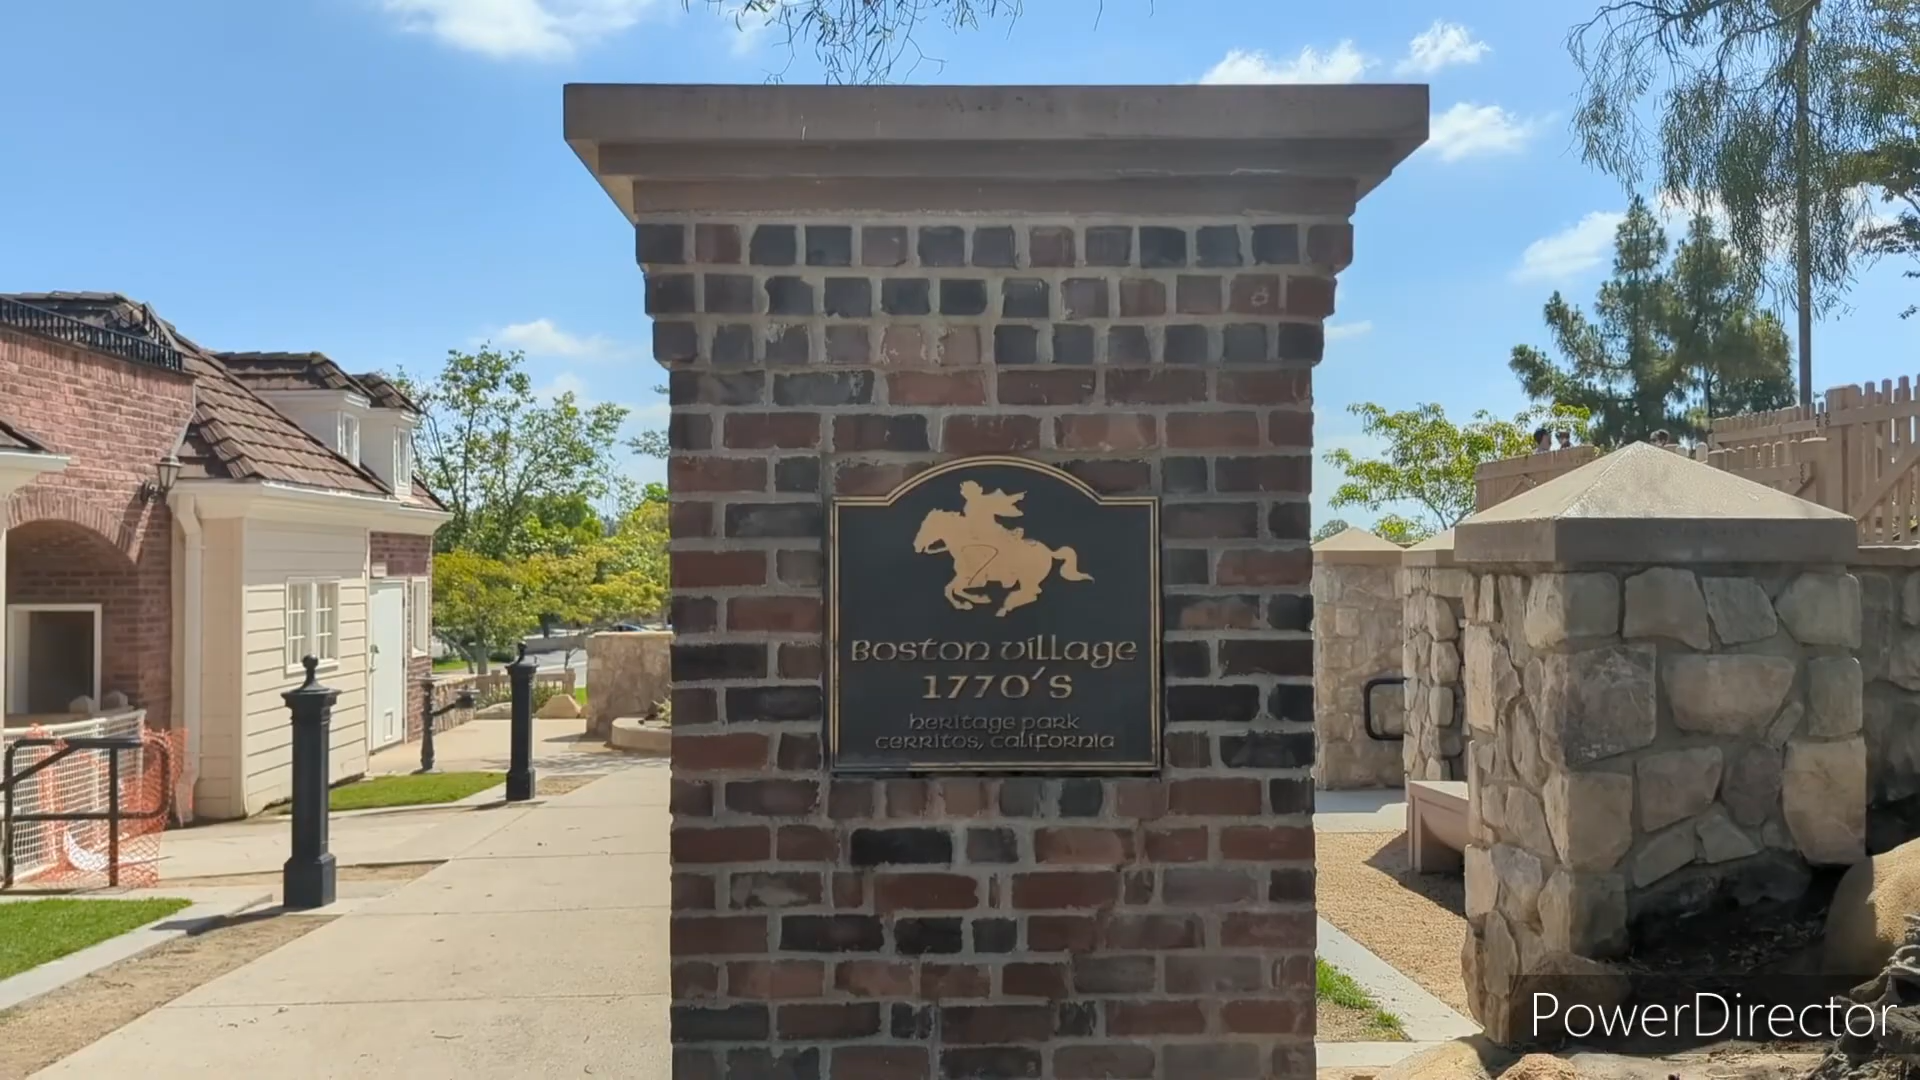 Boston Village
1770's
Heritage Park
Cerritos, California
PowerDirector